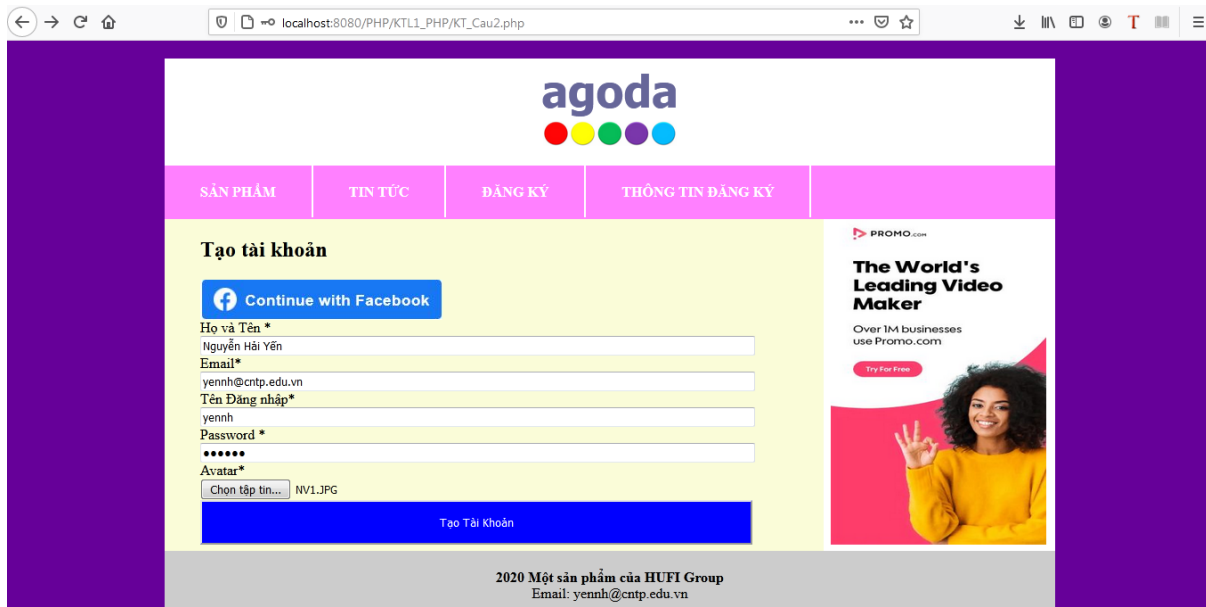 localhost:8080/PHP/KTL1_PHP/KT_Cau2.php
T
agoda
SẢN PHẨM TIN TỨC ĐĂNG KÝ THÔNG TIN ĐĂNG KÝ
Tạo tài khoản
Continue with Facebook
Họ và Tên *
Nguyễn Hải Yến
Email*
yennh@cntp.edu.vn
Tên Đăng nhập*
yennh
Password *
●●●●●●
Avatar*
Chọn tập tin... NV1.JPG
Tạo Tài Khoản
PROMO.com
The World's
Leading Video
Maker
Over 1M businesses
use Promo.com
Try For Free
2020 Một sản phẩm của HUFI Group
Email: yennh@cntp.edu.vn